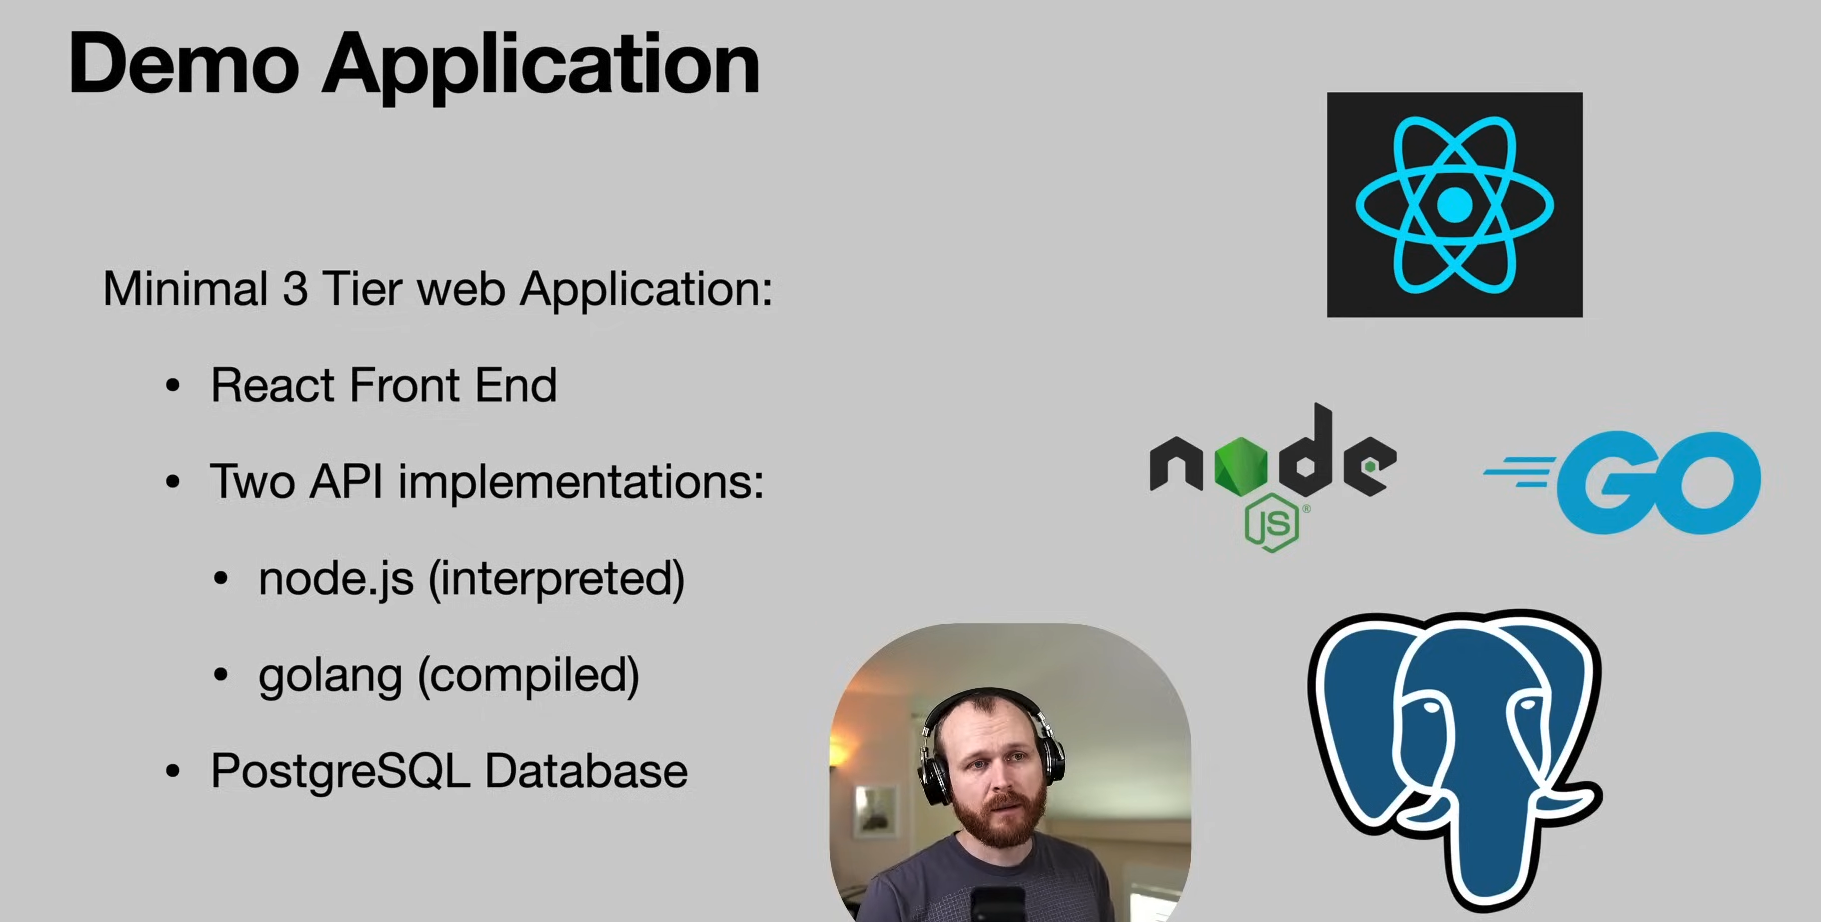 Demo Application
Minimal 3 Tier web Application:
• React Front End
• Two API implementations:
• node.js (interpreted)
• golang (compiled)
• PostgreSQL Database
node
JS®
GO